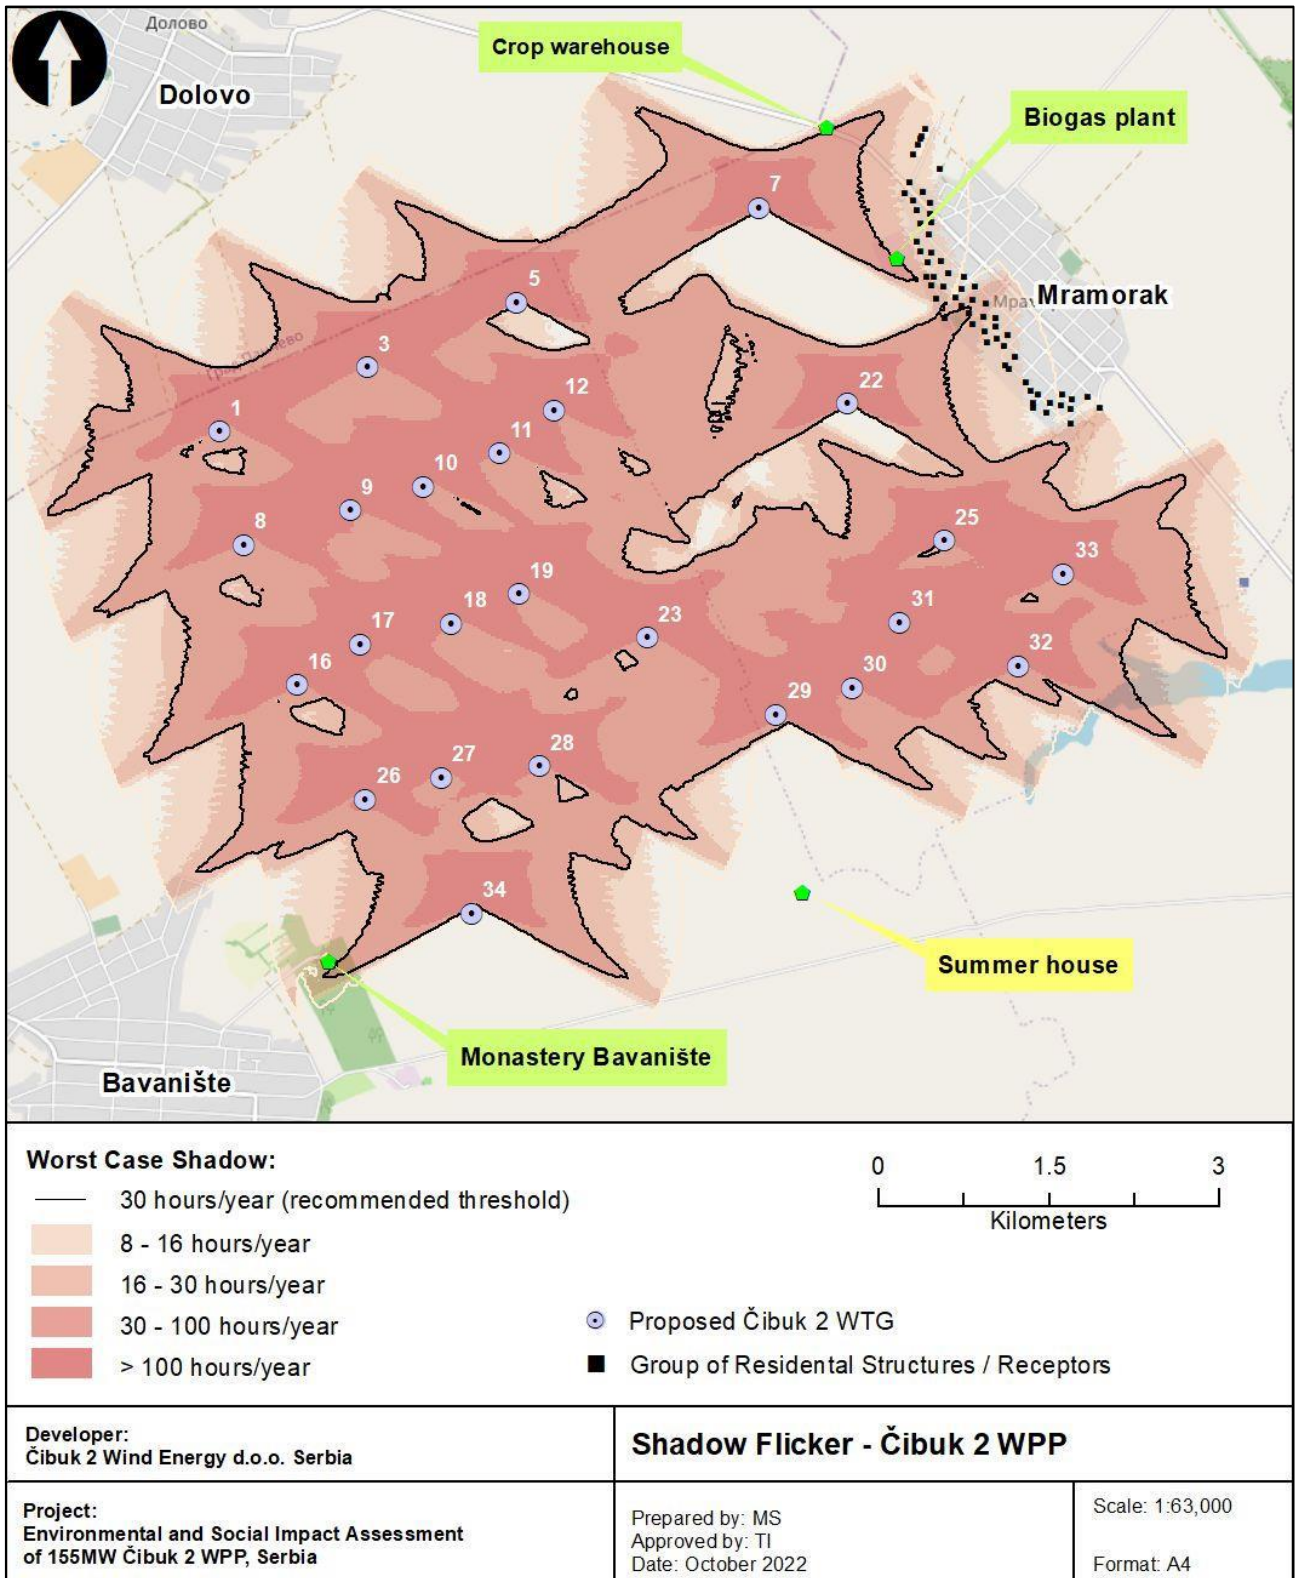 Долово
Dolovo
Crop warehouse
Biogas plant
7
5
Mramorak
3
12
22
1
11
10
9
8
25
33
19
18
31
17
23
16
32
30
29
28
27
26
34
Summer house
Monastery Bavanište
Bavanište
Worst Case Shadow:
30 hours/year (recommended threshold)
8 - 16 hours/year
16 - 30 hours/year
30 - 100 hours/year
> 100 hours/year
0 1.5 3
Kilometers
Proposed Čibuk 2 WTG
Group of Residental Structures / Receptors
Developer:
Čibuk 2 Wind Energy d.o.o. Serbia
Shadow Flicker - Čibuk 2 WPP
Project:
Environmental and Social Impact Assessment
of 155MW Čibuk 2 WPP, Serbia
Prepared by: MS
Approved by: TI
Date: October 2022
Scale: 1:63,000
Format: A4